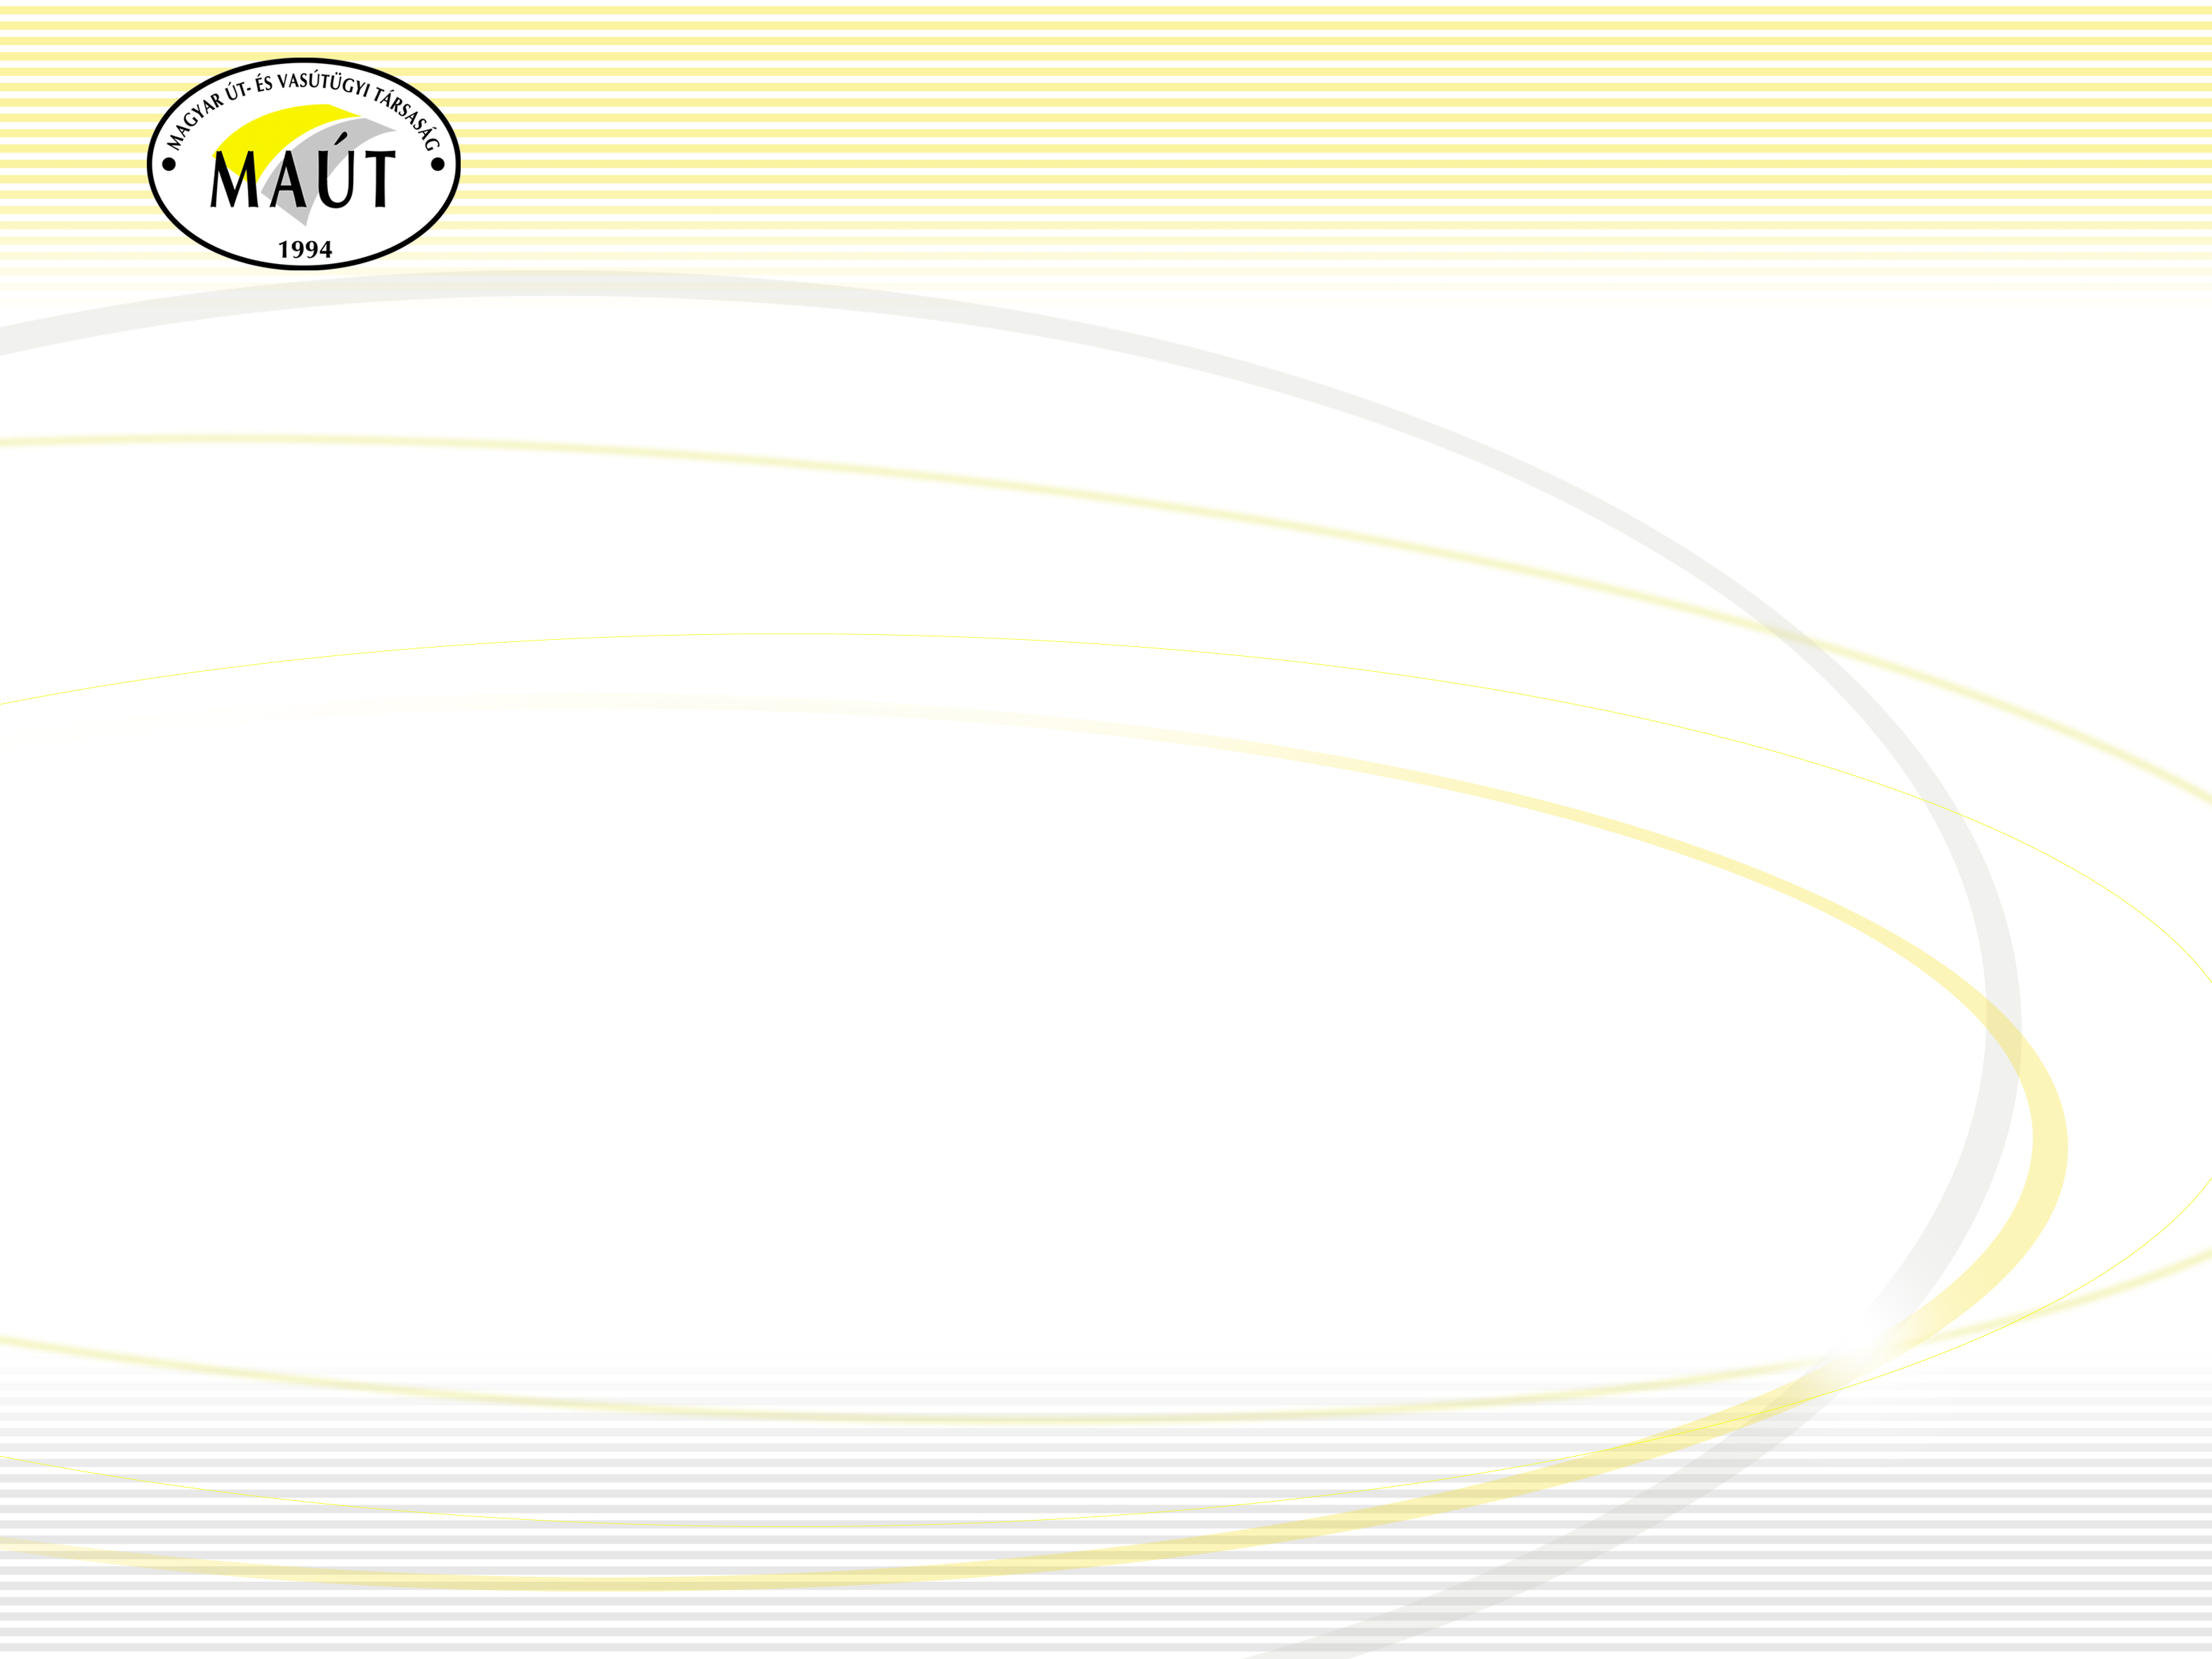 MAGYAR ÚT- ÉS VASÚTÜGYI TÁRSASÁG
MAÚT
1994